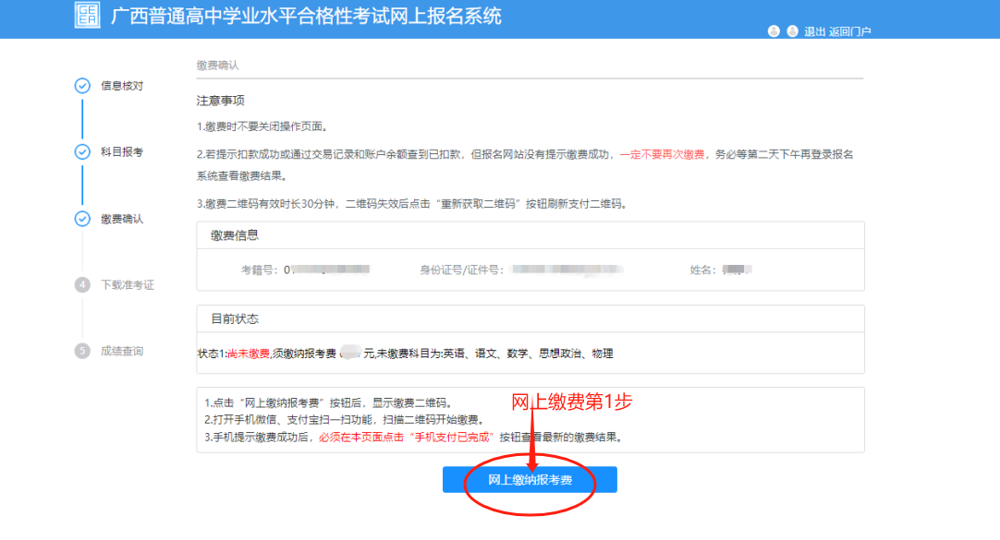 GE
EA
广西普通高中学业水平合格性考试网上报名系统
退出 返回门户
信息核对
科目报考
缴费确认
4 下载准考证
5 成绩查询
缴费确认
注意事项
1.缴费时不要关闭操作页面。
2.若提示扣款成功或通过交易记录和账户余额查到已扣款，但报名网站没有提示缴费成功，一定不要再次缴费，务必等第二天下午再登录报名
系统查看缴费结果。
3.缴费二维码有效时长30分钟，二维码失效后点击“重新获取二维码”按钮刷新支付二维码。
缴费信息
考籍号：0
身份证号/证件号：
姓名：
目前状态
状态1:尚未缴费,须缴纳报考费 元,未缴费科目为:英语、语文、数学、思想政治、物理
1.点击“网上缴纳报考费”按钮后，显示缴费二维码。
2.打开手机微信、支付宝扫一扫功能，扫描二维码开始缴费。
3.手机提示缴费成功后，必须在本页面点击“手机支付已完成”按钮查看最新的缴费结果。
网上缴费第1步
网上缴纳报考费